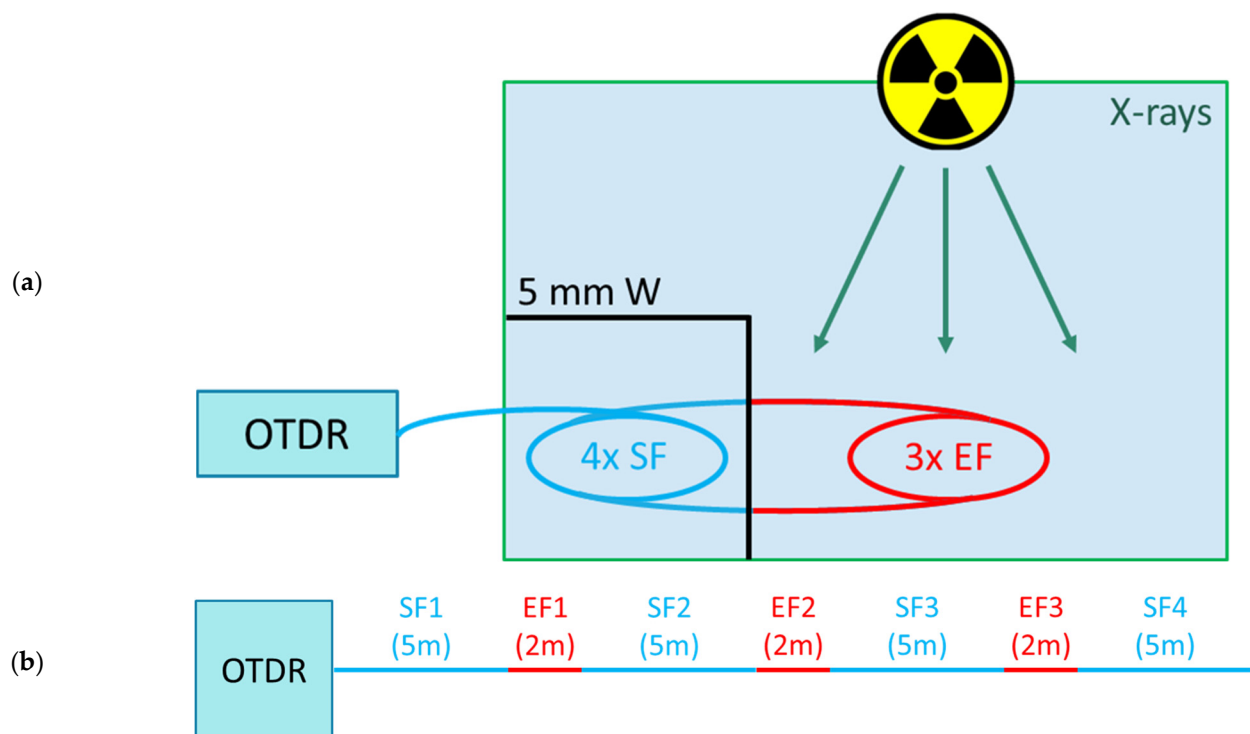 X-rays
(a)
5 mm W
OTDR
4x SF
3x EF
SF1 EF1 SF2 EF2 SF3 EF3 SF4
(5m) (2m) (5m) (2m) (5m) (2m) (5m)
(b)
OTDR